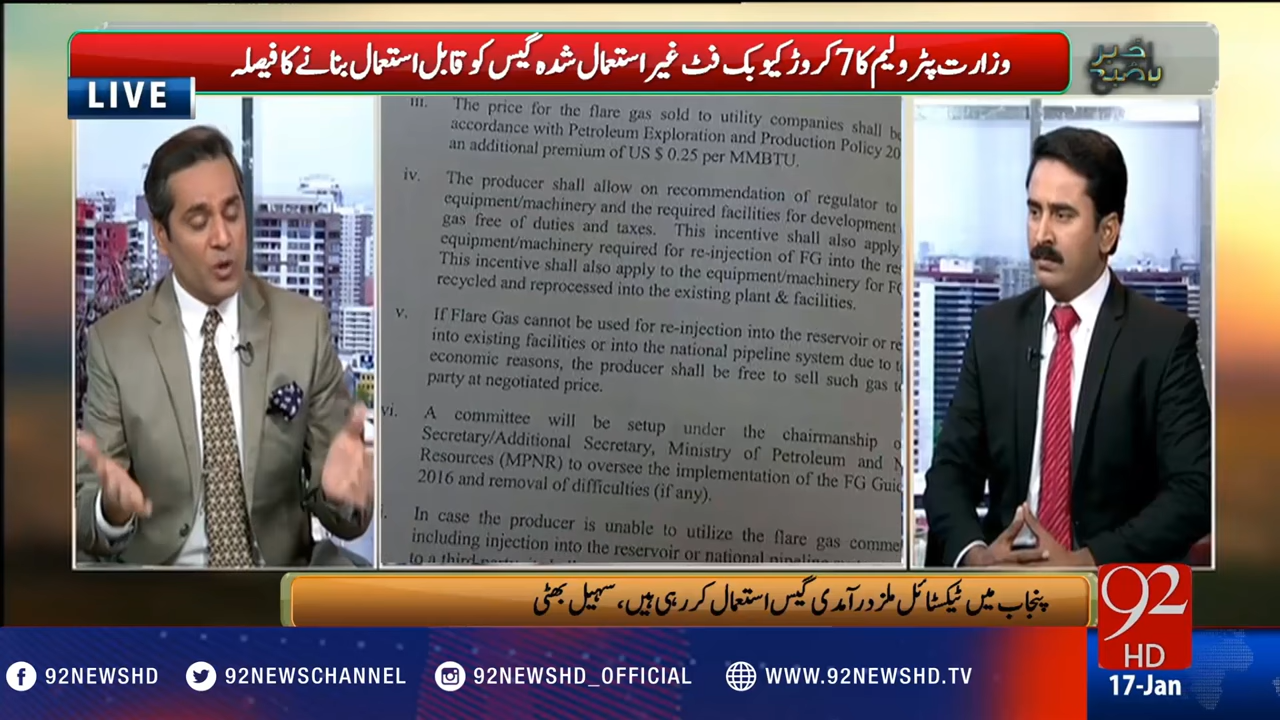 وزارت پٹرولیم کا 7 کروڑ کیوبک فٹ غیر استعمال شدہ گیس کو قابل استعمال بنانے کا فیصلہ
LIVE
iii. The price for the flare gas sold to utility companies shall be
accordance with Petroleum Exploration and Production Policy 20
an additional premium of US $ 0.25 per MMBTU.
iv. The producer shall allow on recommendation of regulator to
equipment/machinery and the required facilities for development
gas free of duties and taxes. This incentive shall also apply
equipment/machinery required for re-injection of FG into the res
This incentive shall also apply to the equipment/machinery for FG
recycled and reprocessed into the existing plant & facilities.
v. If Flare Gas cannot be used for re-injection into the reservoir or re
into existing facilities or into the national pipeline system due to t
economic reasons, the producer shall be free to sell such gas to
party at negotiated price.
vi. A committee will be setup under the chairmanship o
Secretary/Additional Secretary, Ministry of Petroleum and N
Resources (MPNR) to oversee the implementation of the FG Guid
2016 and removal of difficulties (if any).
In case the producer is unable to utilize the flare gas comme
including injection into the reservoir or national pipeline
to a third party
پنجاب میں ٹیکسٹائل ملز درآمدی گیس استعمال کر رہی ہیں، سہیل بھٹی
92
HD
17-Jan
92NEWSHD
92NEWSCHANNEL
92NEWSHD_OFFICIAL
WWW.92NEWSHD.TV